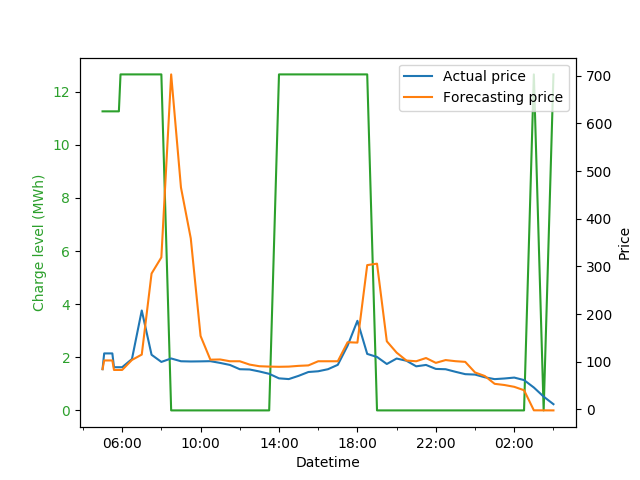 Actual price
Forecasting price
Charge level (MWh)
12
10
8
6
4
2
0
700
600
500
400
300
200
100
0
Price
06:00 10:00 14:00 18:00 22:00 02:00
Datetime